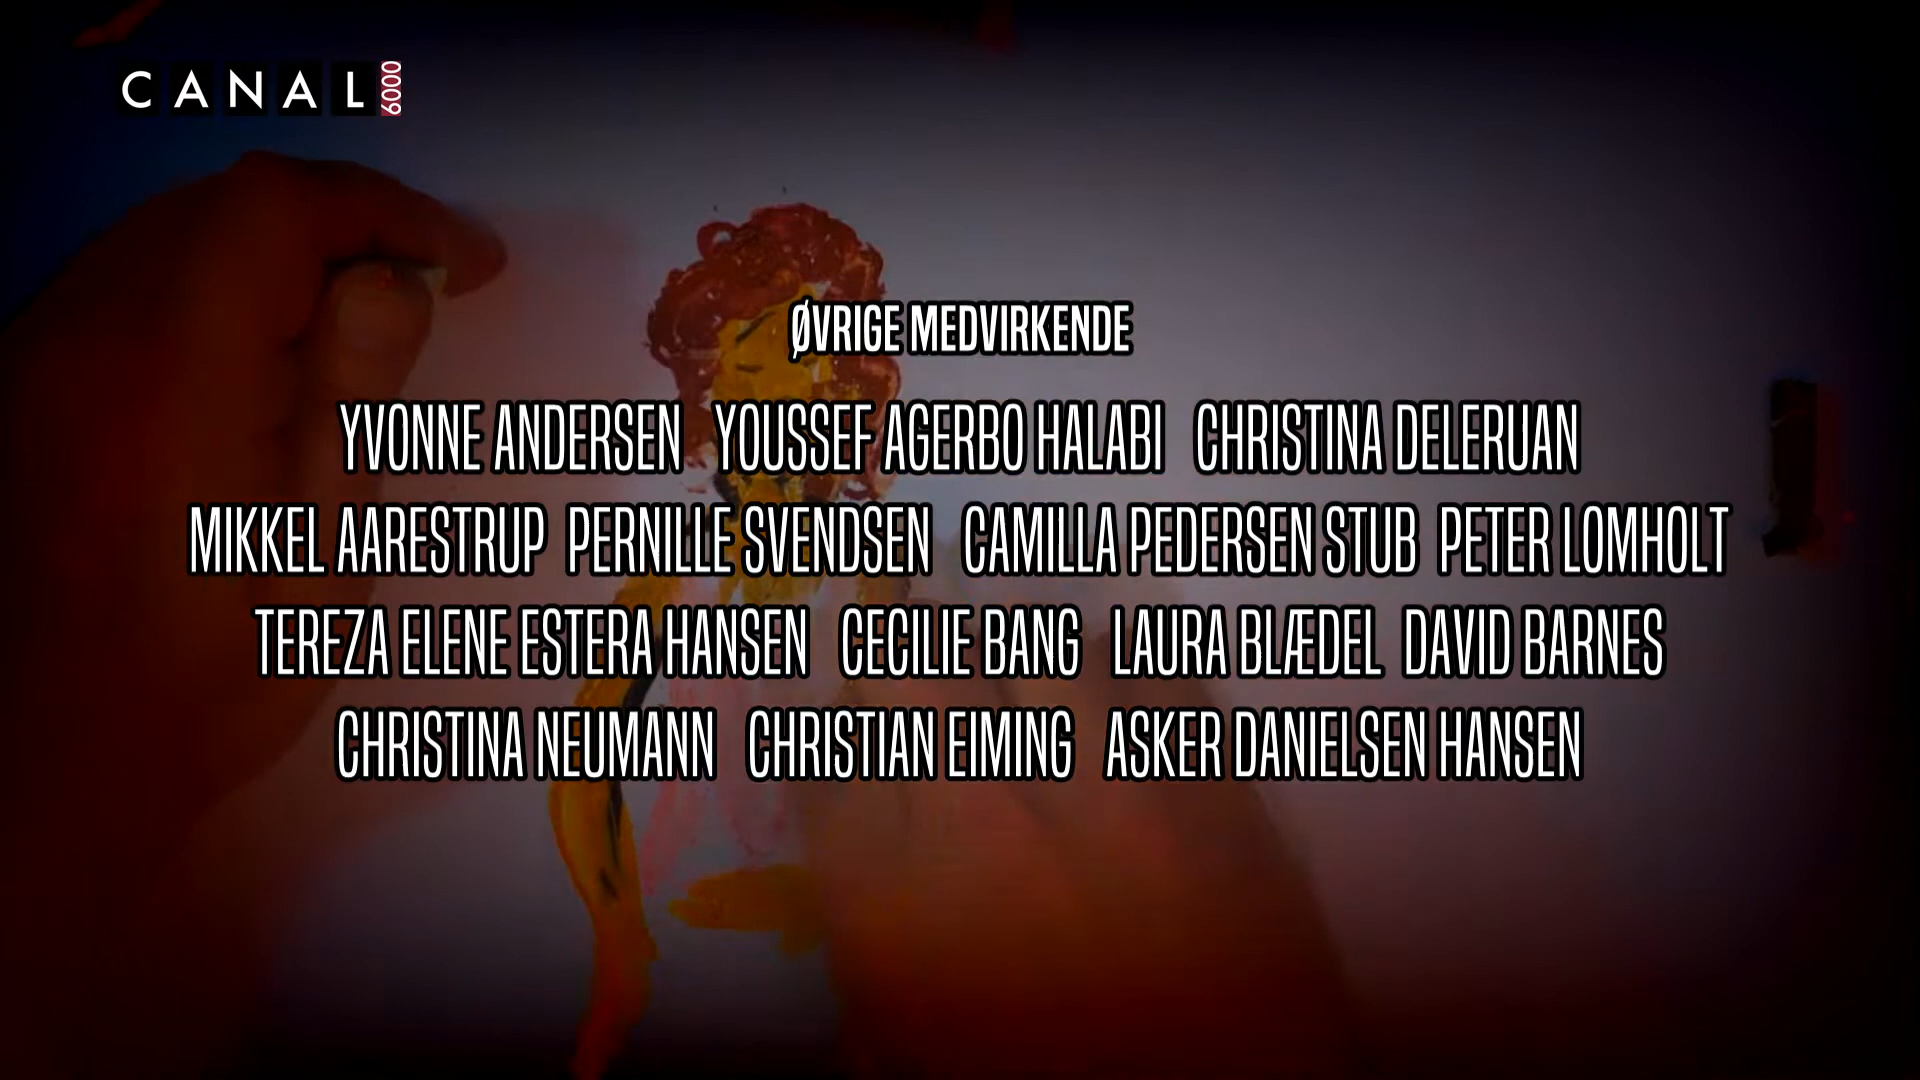 CANAL 6000
ØVRIGE MEDVIRKENDE
YVONNE ANDERSEN YOUSSEF AGERBO HALABI CHRISTINA DELERUAN
MIKKEL AARESTRUP PERNILLE SVENDSEN CAMILLA PEDERSEN STUB PETER LOMHOLT
TEREZA ELENE ESTERA HANSEN CECILIE BANG LAURA BLÆDEL DAVID BARNES
CHRISTINA NEUMANN CHRISTIAN EIMING ASKER DANIELSEN HANSEN